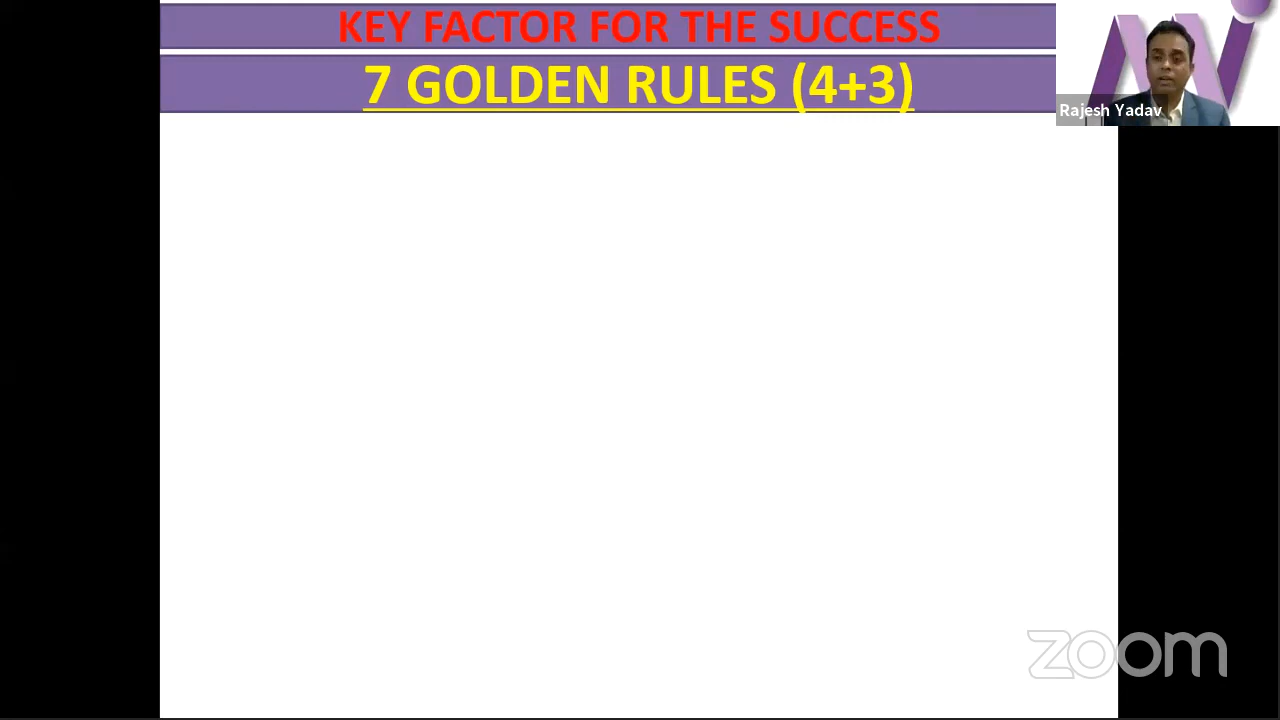 KEY FACTOR FOR THE SUCCESS
7 GOLDEN RULES (4+3)
Rajesh Yadav
zoom